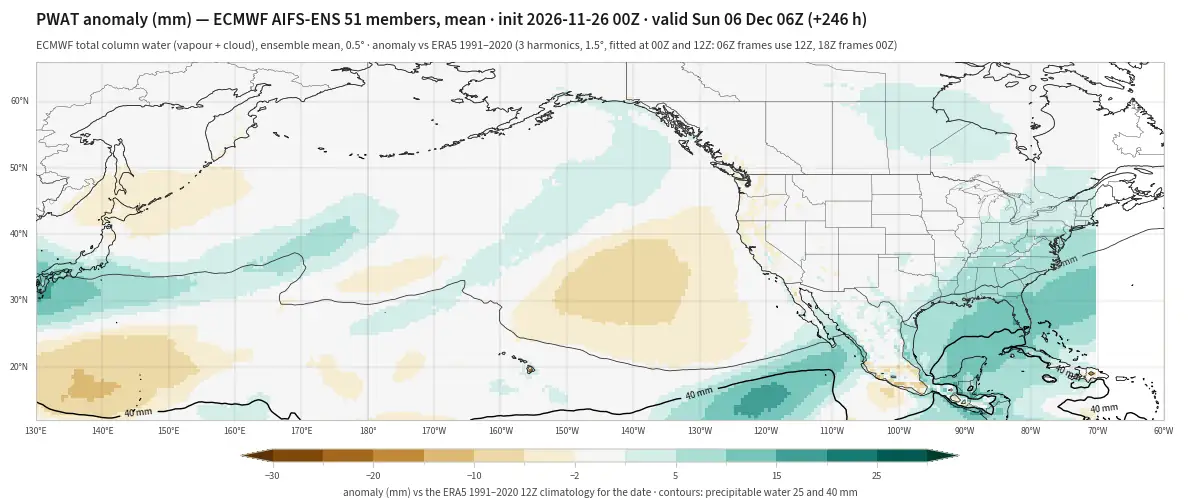 PWAT anomaly (mm) — ECMWF AIFS-ENS 51 members, mean · init 2026-11-26 00Z · valid Sun 06 Dec 06Z (+246 h)
ECMWF total column water (vapour + cloud), ensemble mean, 0.5° · anomaly vs ERA5 1991–2020 (3 harmonics, 1.5°, fitted at 00Z and 12Z: 06Z frames use 12Z, 18Z frames 00Z)
60°N
50°N
40°N
30°N
20°N
mm
40 mm
40 mm
40 mm
40 mm
130°E 140°E 150°E 160°E 170°E 180° 170°W 160°W 150°W 140°W 130°W 120°W 110°W 100°W 90°W 80°W 70°W 60°W
−30 −20 −10 −2 5 15 25
anomaly (mm) vs the ERA5 1991–2020 12Z climatology for the date · contours: precipitable water 25 and 40 mm